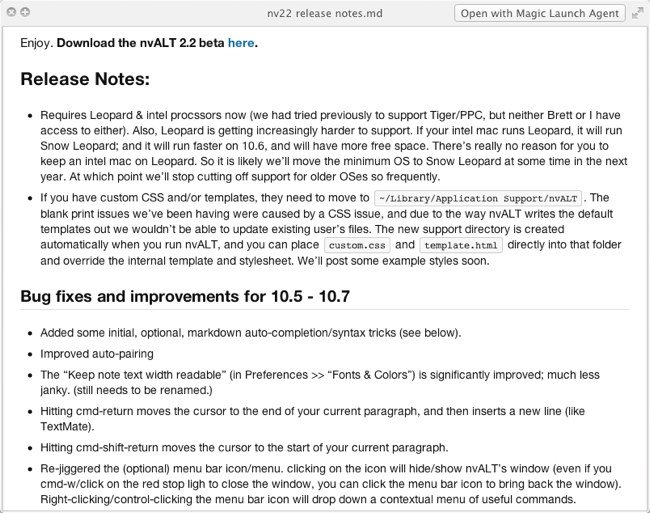 nv22 release notes.md
Open with Magic Launch Agent
Enjoy. Download the nvALT 2.2 beta here.
Release Notes:
• Requires Leopard & intel procssors now (we had tried previously to support Tiger/PPC, but neither Brett or I have
access to either). Also, Leopard is getting increasingly harder to support. If your intel mac runs Leopard, it will run
Snow Leopard; and it will run faster on 10.6, and will have more free space. There’s really no reason for you to
keep an intel mac on Leopard. So it is likely we’ll move the minimum OS to Snow Leopard at some time in the next
year. At which point we’ll stop cutting off support for older OSes so frequently.
• If you have custom CSS and/or templates, they need to move to ~/Library/Application Support/nvALT . The
blank print issues we’ve been having were caused by a CSS issue, and due to the way nvALT writes the default
templates out we wouldn’t be able to update existing user’s files. The new support directory is created
automatically when you run nvALT, and you can place custom.css and template.html directly into that folder
and override the internal template and stylesheet. We’ll post some example styles soon.
Bug fixes and improvements for 10.5 - 10.7
• Added some initial, optional, markdown auto-completion/syntax tricks (see below).
• Improved auto-pairing
• The “Keep note text width readable” (in Preferences >> “Fonts & Colors”) is significantly improved; much less
janky. (still needs to be renamed.)
• Hitting cmd-return moves the cursor to the end of your current paragraph, and then inserts a new line (like
TextMate).
• Hitting cmd-shift-return moves the cursor to the start of your current paragraph.
• Re-jiggered the (optional) menu bar icon/menu. clicking on the icon will hide/show nvALT’s window (even if you
cmd-w/click on the red stop ligh to close the window, you can click the menu bar icon to bring back the window).
Right-clicking/control-clicking the menu bar icon will drop down a contextual menu of useful commands.